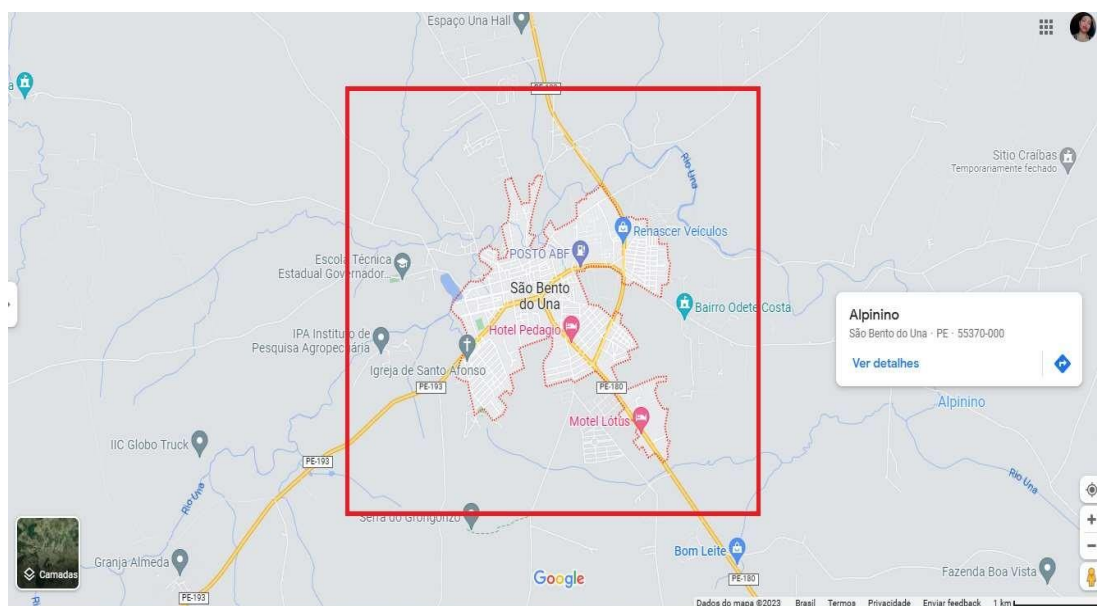 Espaço Una Hall
a
Rio Una
Sitio Craíbas
Temporariamente fechado
Renascer Veículos
POSTO ABF
Escola Técnica
Estadual Governador...
São Bento
do Una
Bairro Odete Costa
Alpinino
São Bento do Una · PE · 55370-000
Ver detalhes
Hotel Pedagio
IPA Instituto de
Pesquisa Agropecuária
Igreja de Santo Afonso
PE-193
PE-180
Alpinino
Motel Lótus
IIC Globo Truck
PE-193
Rio Una
Rio Una
Serra do Grongonzo
Bom Leite
Granja Almeda
Camadas
Google
PE-180
Fazenda Boa Vista
PE-193
Dados do mapa ©2023 Brasil Termos Privacidade Enviar feedback 1 km